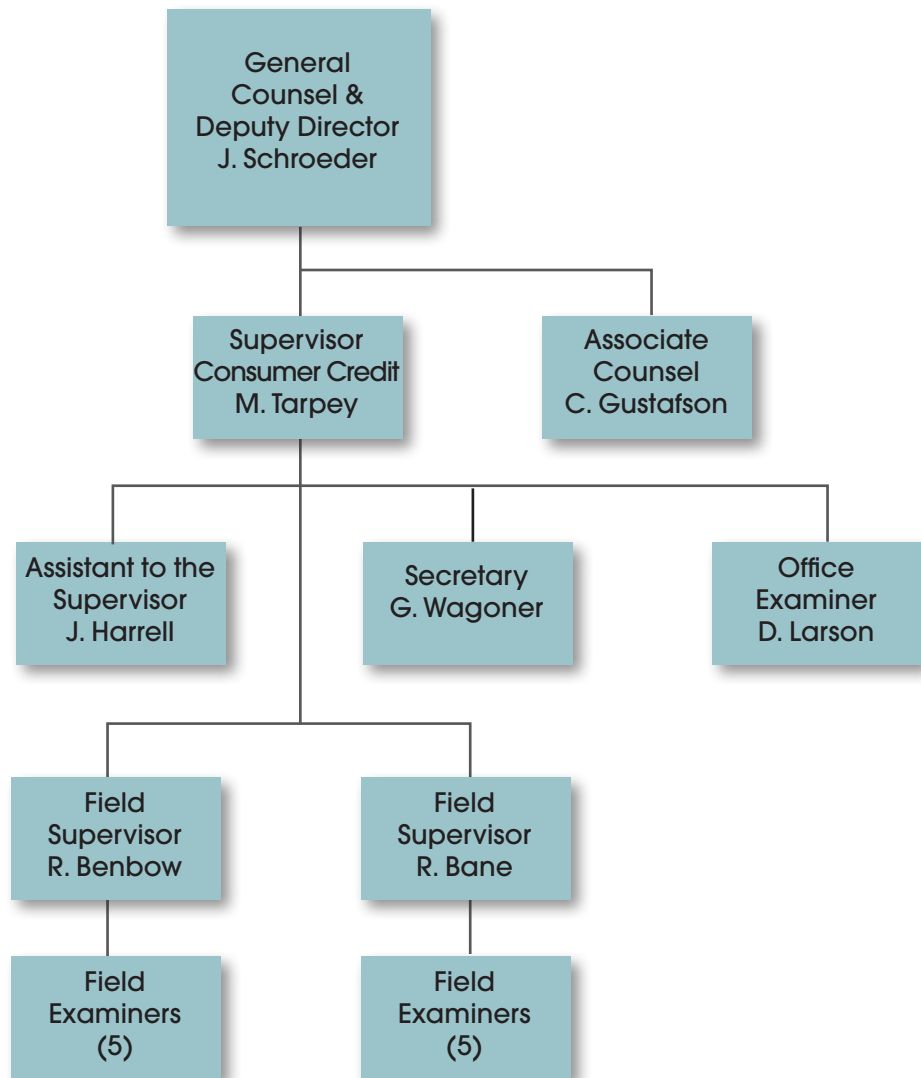 General
Counsel &
Deputy Director
J. Schroeder
Supervisor
Consumer Credit
M. Tarpey
Associate
Counsel
C. Gustafson
Assistant to the
Supervisor
J. Harrell
Secretary
G. Wagoner
Office
Examiner
D. Larson
Field
Supervisor
R. Benbow
Field
Supervisor
R. Bane
Field
Examiners
(5)
Field
Examiners
(5)